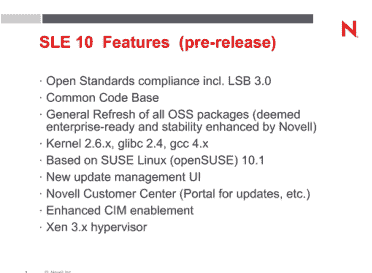 N
SLE 10 Features (pre-release)
· Open Standards compliance incl. LSB 3.0
· Common Code Base
· General Refresh of all OSS packages (deemed
enterprise-ready and stability enhanced by Novell)
· Kernel 2.6.x, glibc 2.4, gcc 4.x
· Based on SUSE Linux (openSUSE) 10.1
· New update management UI
· Novell Customer Center (Portal for updates, etc.)
· Enhanced CIM enablement
· Xen 3.x hypervisor